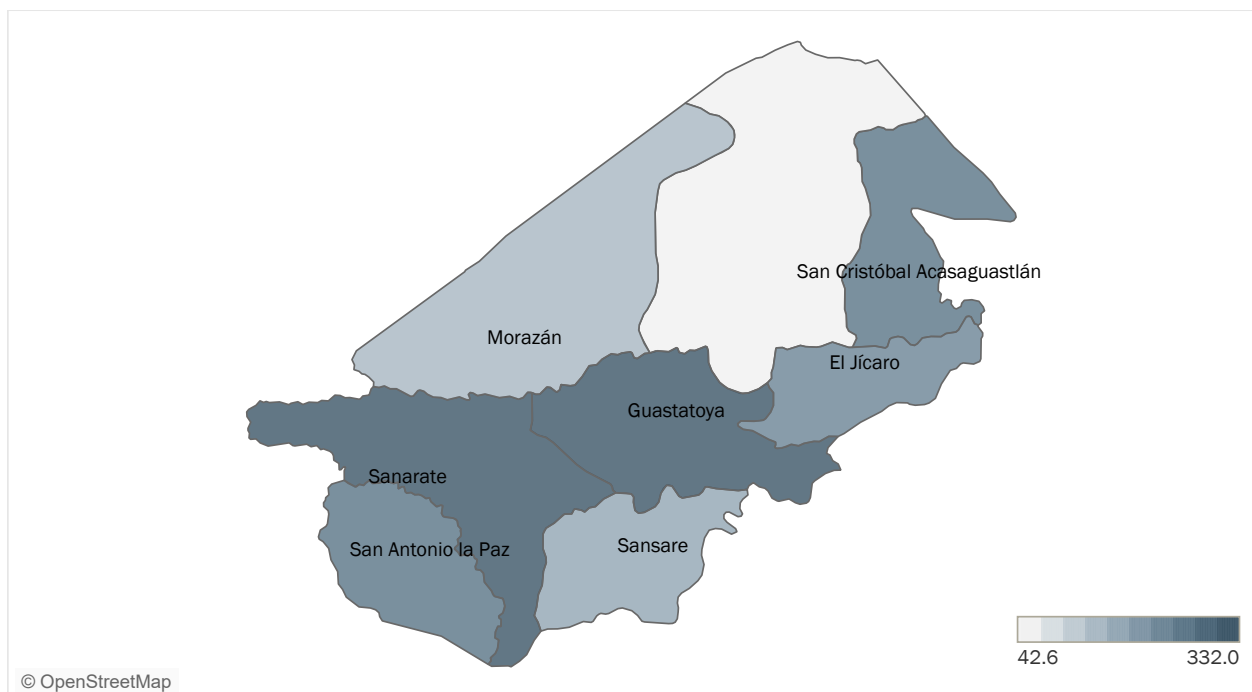 San Cristóbal Acasaguastlán
Morazán
El Jícaro
Guastatoya
Sanarate
San Antonio la Paz
Sansare
42.6
332.0
© OpenStreetMap